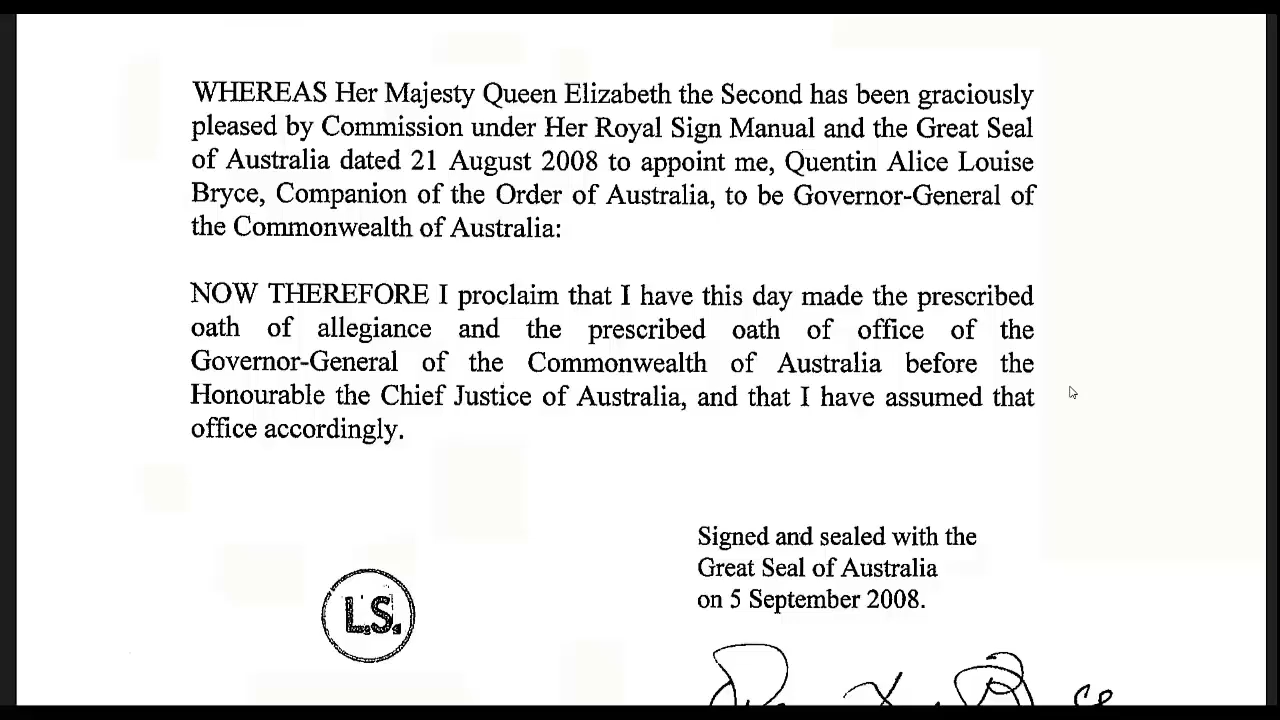 WHEREAS Her Majesty Queen Elizabeth the Second has been graciously
pleased by Commission under Her Royal Sign Manual and the Great Seal
of Australia dated 21 August 2008 to appoint me, Quentin Alice Louise
Bryce, Companion of the Order of Australia, to be Governor-General of
the Commonwealth of Australia:
NOW THEREFORE I proclaim that I have this day made the prescribed
oath of allegiance and the prescribed oath of office of the
Governor-General of the Commonwealth of Australia before the
Honourable the Chief Justice of Australia, and that I have assumed that
office accordingly.
Signed and sealed with the
Great Seal of Australia
on 5 September 2008.
L.S.